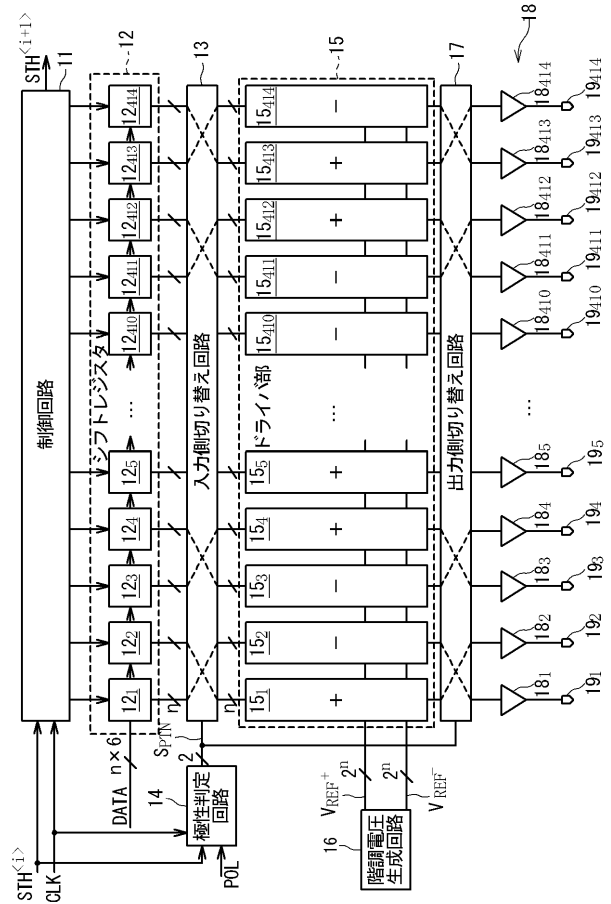 STH<i>
CLK
制御回路
11
STH<i+1>
DATA n×6
12₁
12₂
12₃
12₄
12₅
…
12₄₁₀
12₄₁₁
12₄₁₂
12₄₁₃
12₄₁₄
シフトレジスタ
12
n
POL
14
極性判定
回路
2
S_PTN
入力側切り替え回路
13
n
15₁
15₂
15₃
15₄
15₅
ドライバ部
…
15₄₁₀
15₄₁₁
15₄₁₂
15₄₁₃
15₄₁₄
15
+
−
−
+
+
−
−
+
+
−
16
階調電圧
生成回路
V_REF⁺
2ⁿ
2ⁿ
V_REF⁻
出力側切り替え回路
17
18₁
18₂
18₃
18₄
18₅
…
18₄₁₀
18₄₁₁
18₄₁₂
18₄₁₃
18₄₁₄
18
19₁
19₂
19₃
19₄
19₅
19₄₁₀
19₄₁₁
19₄₁₂
19₄₁₃
19₄₁₄